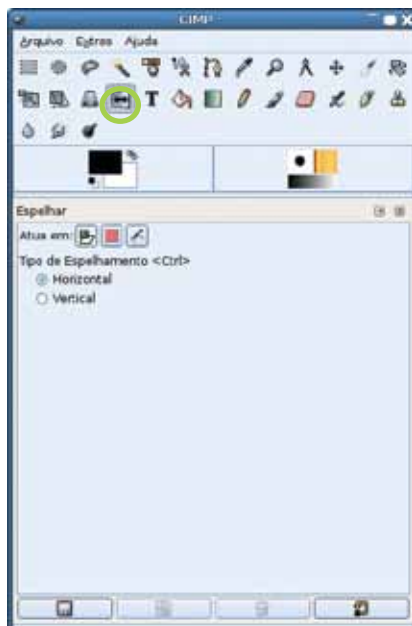 GIMP
Arquivo Extras Ajuda
T
Espelhar
Atua em:
Tipo de Espelhamento <Ctrl>
Horizontal
Vertical